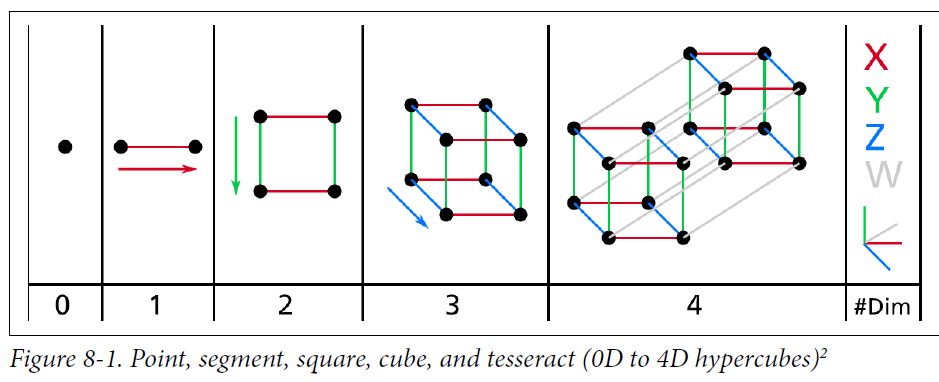 X
Y
Z
W
0 1 2 3 4 #Dim
Figure 8-1. Point, segment, square, cube, and tesseract (0D to 4D hypercubes)²